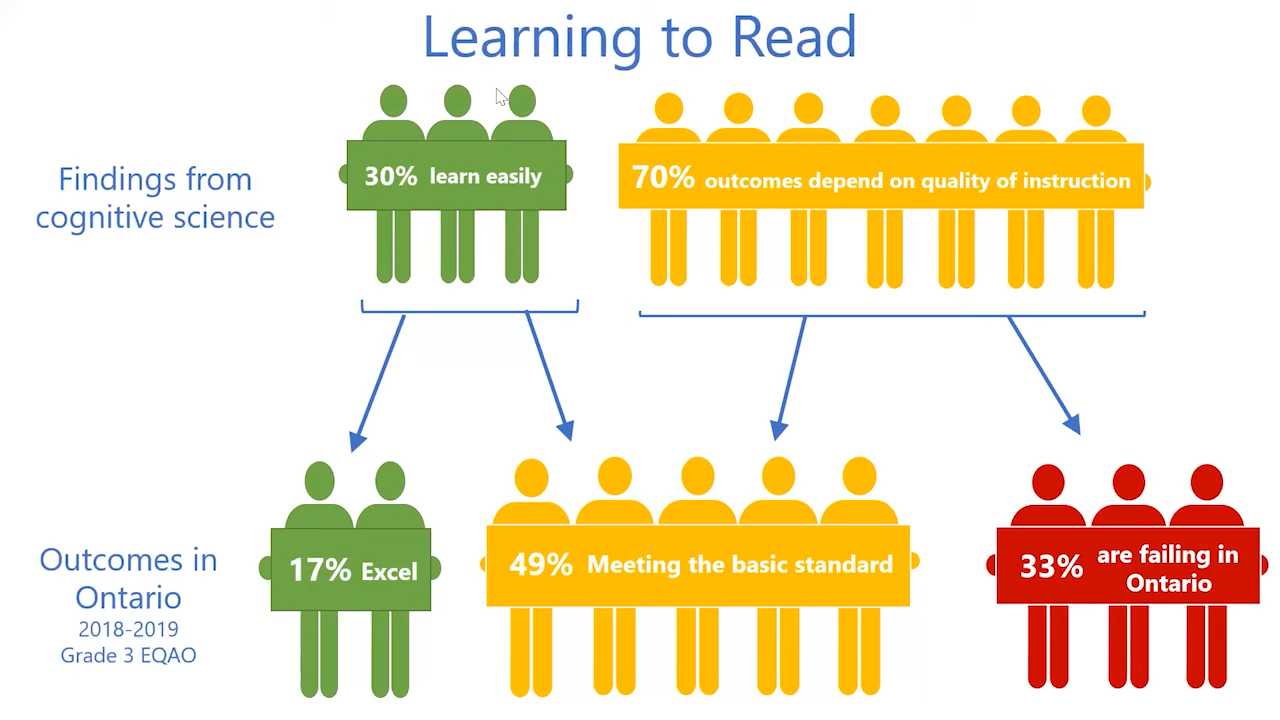 Learning to Read
Findings from
cognitive science
30% learn easily
70% outcomes depend on quality of instruction
Outcomes in
Ontario
2018-2019
Grade 3 EQAO
17% Excel
49% Meeting the basic standard
33% are failing in
Ontario